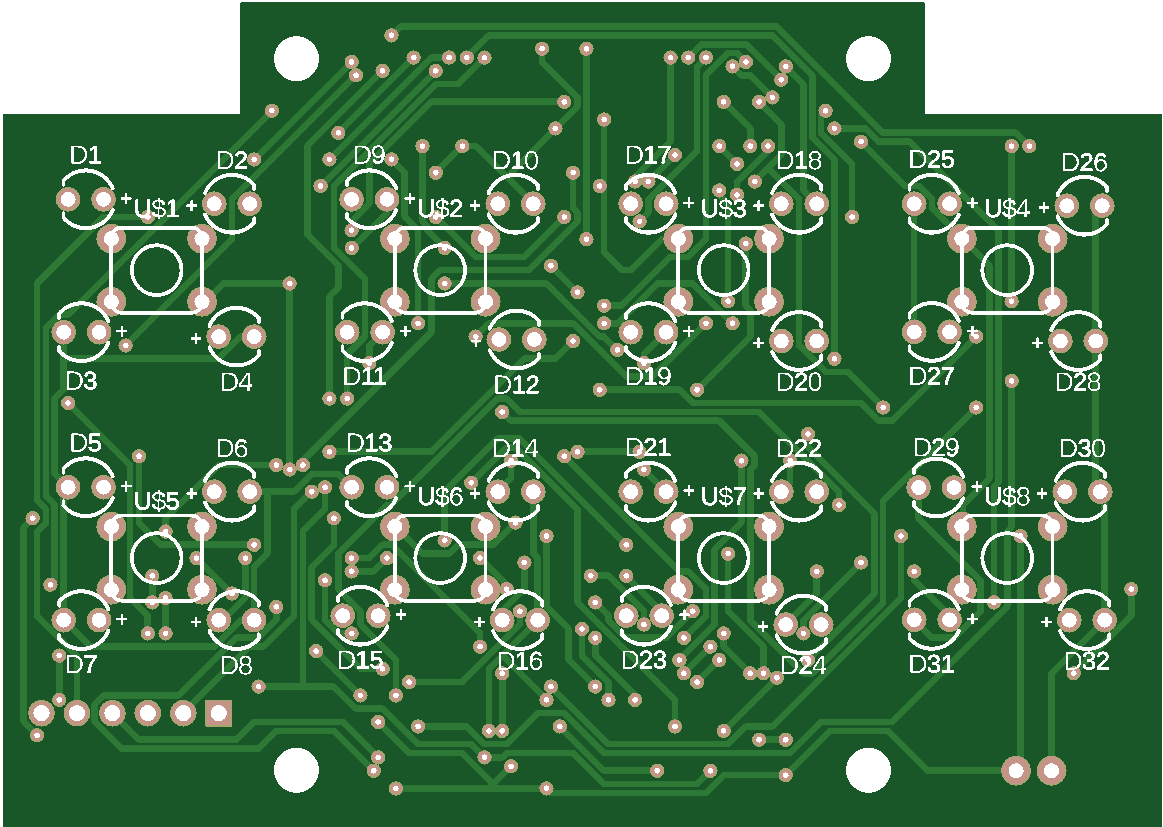 D1 D2 D9 D10 D17 D18 D25 D26
+ U$1 + + U$2 + + U$3 + + U$4 +
+ + + + + + + +
D3 D4 D11 D12 D19 D20 D27 D28
D5 D6 D13 D14 D21 D22 D29 D30
+ U$5 + + U$6 + + U$7 + + U$8 +
+ + + + + + + +
D7 D8 D15 D16 D23 D24 D31 D32